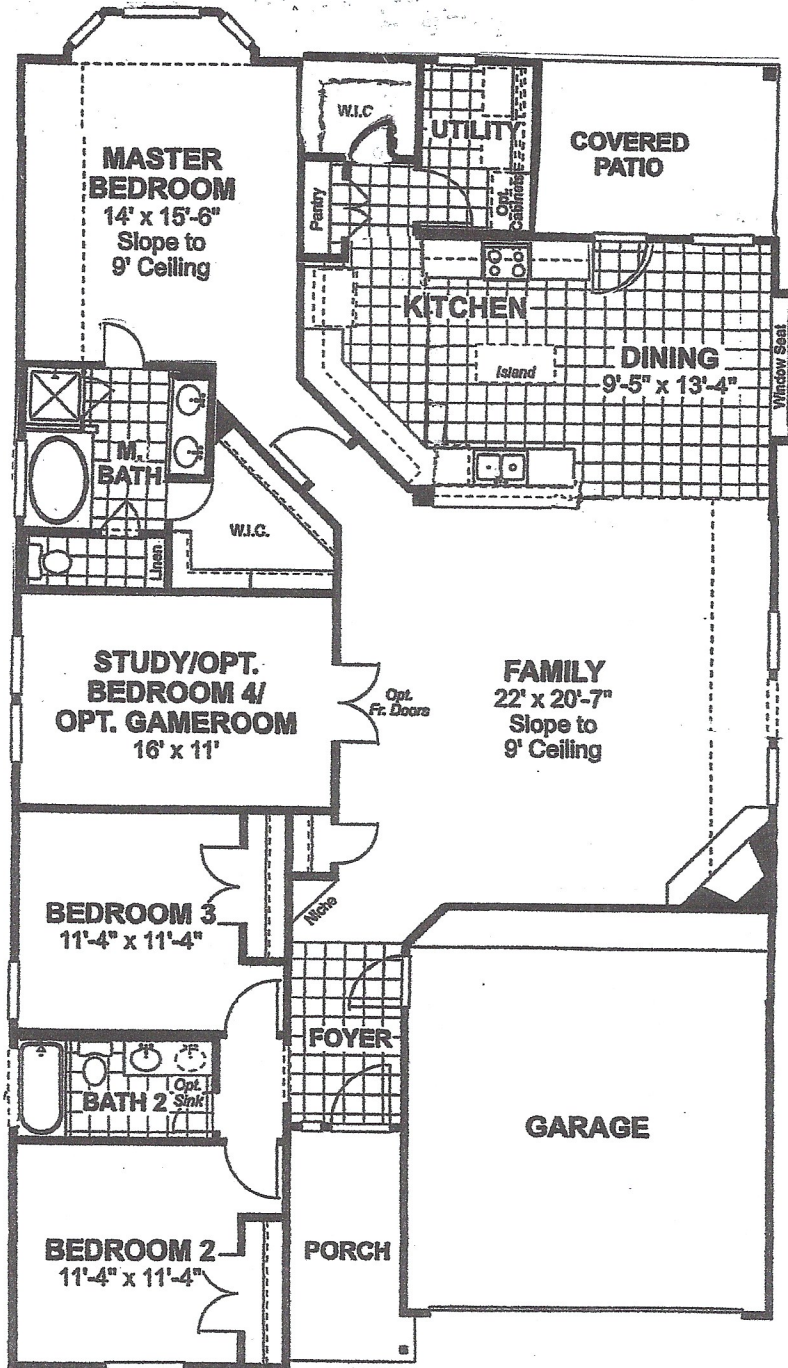 MASTER
BEDROOM
14' x 15'-6"
Slope to
9' Ceiling
W.I.C
UTILITY
Pantry
Opt.
Cabinets
COVERED
PATIO
KITCHEN
Island
DINING
9'-5" x 13'-4"
Window Seat
M.
BATH
Linen
W.I.C.
STUDY/OPT.
BEDROOM 4/
OPT. GAMEROOM
16' x 11'
Opt.
Fr. Doors
FAMILY
22' x 20'-7"
Slope to
9' Ceiling
BEDROOM 3
11'-4" x 11'-4"
Niche
FOYER
BATH 2
Opt.
Sink
GARAGE
BEDROOM 2
11'-4" x 11'-4"
PORCH